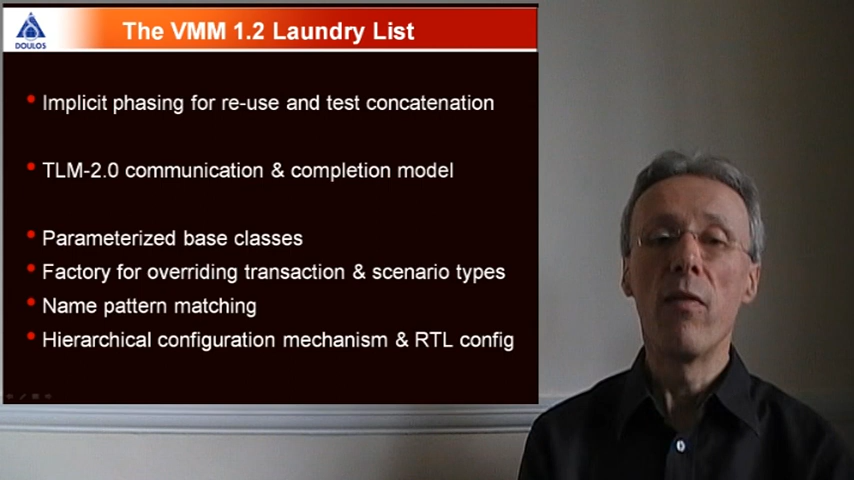 DOULOS
The VMM 1.2 Laundry List
• Implicit phasing for re-use and test concatenation
• TLM-2.0 communication & completion model
• Parameterized base classes
• Factory for overriding transaction & scenario types
• Name pattern matching
• Hierarchical configuration mechanism & RTL config